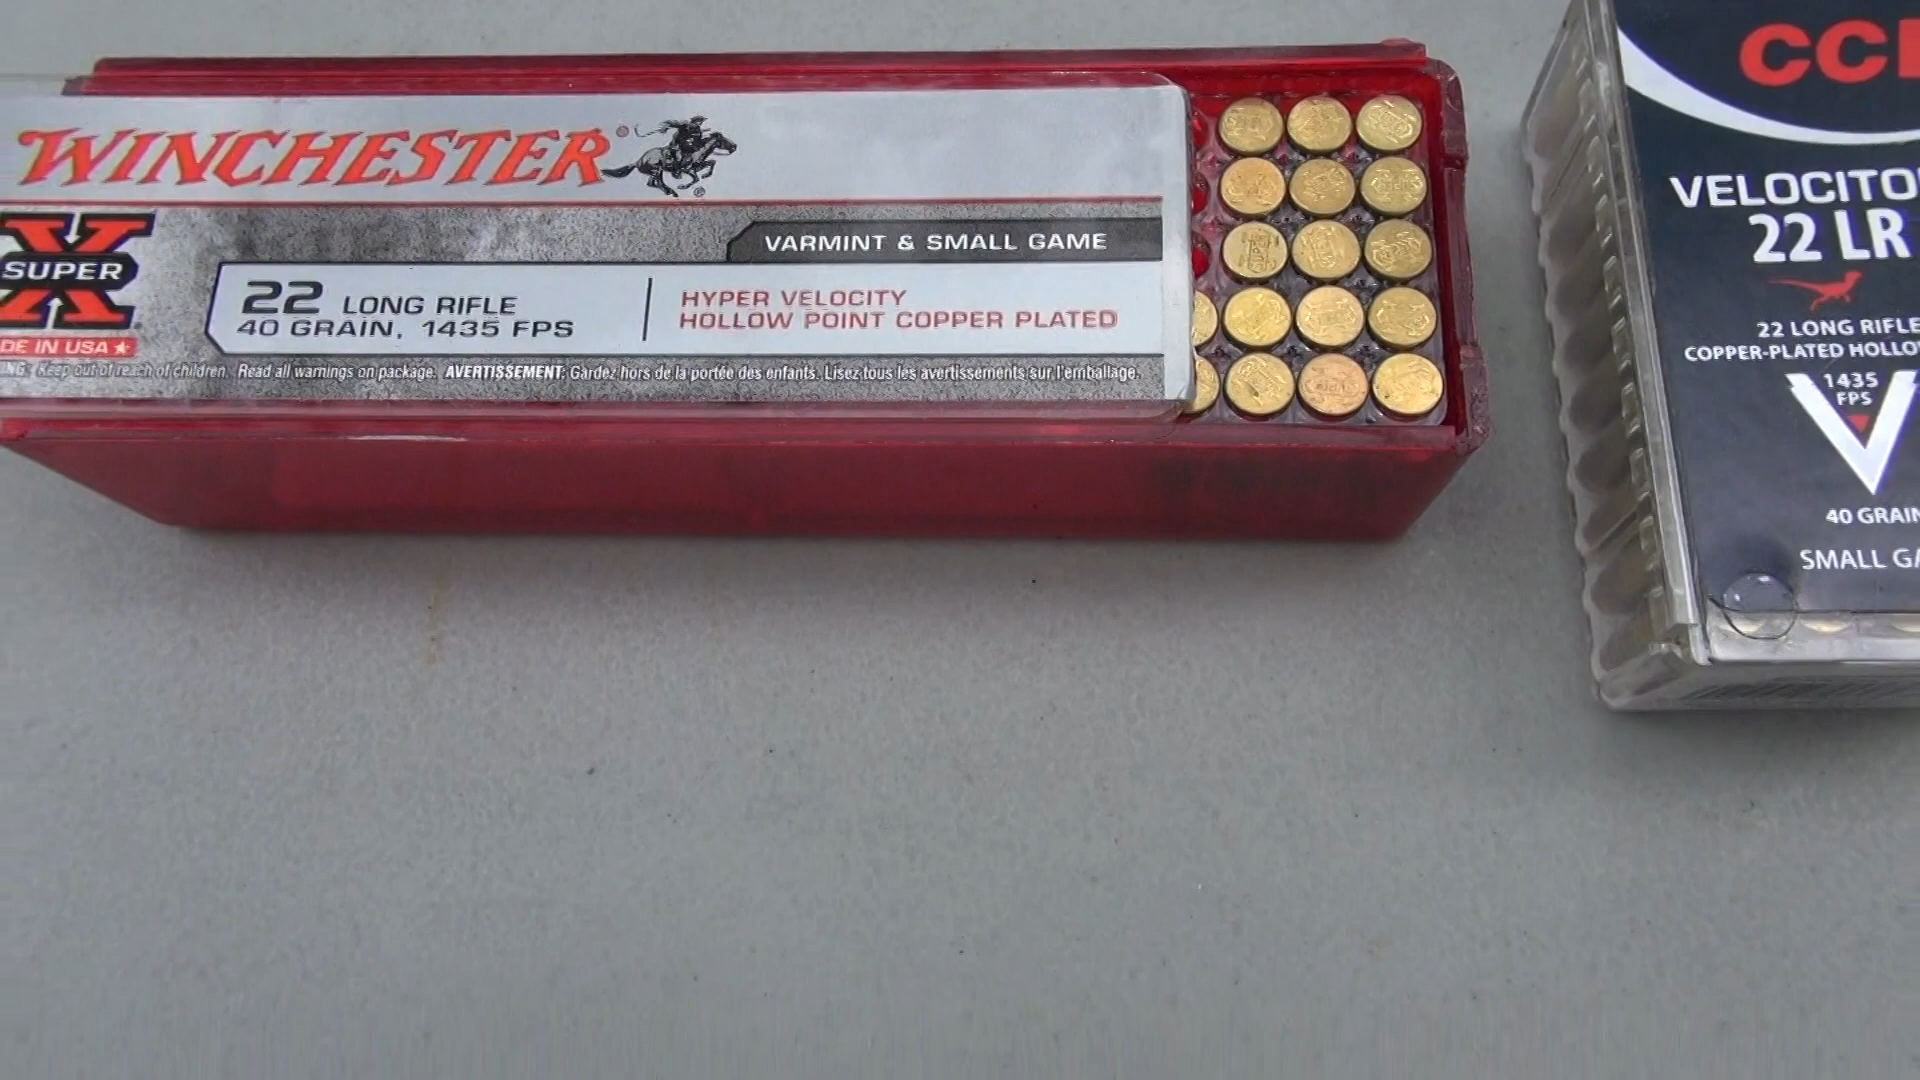 WINCHESTER®
®
X
SUPER
DE IN USA
VARMINT & SMALL GAME
22 LONG RIFLE
40 GRAIN, 1435 FPS
HYPER VELOCITY
HOLLOW POINT COPPER PLATED
NG: Keep out of reach of children. Read all warnings on package. AVERTISSEMENT: Gardez hors de la portée des enfants. Lisez tous les avertissements sur l'emballage.
CCI
VELOCITO
22 LR
22 LONG RIFLE
COPPER-PLATED HOLLO
1435
FPS
V
40 GRAIN
SMALL GA